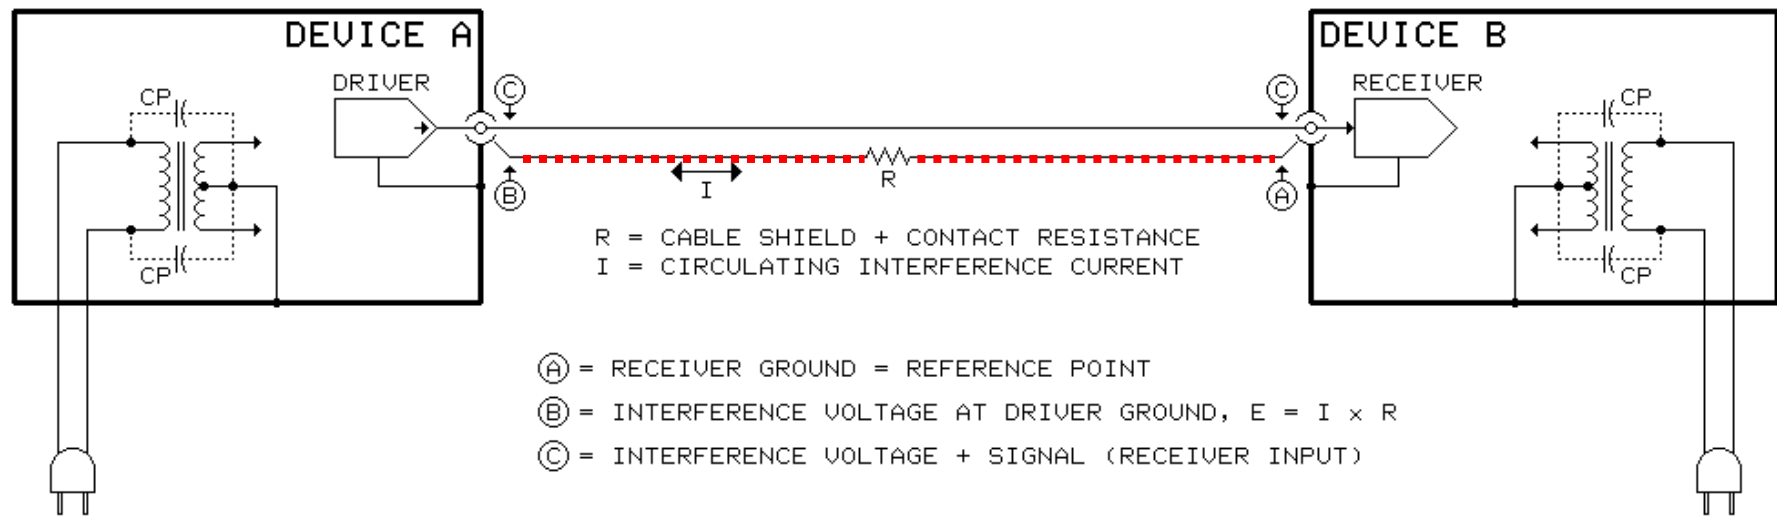 DEVICE A
DEVICE B
DRIVER
RECEIVER
CP
C
C
CP
I
B
R
A
CP
CP
R = CABLE SHIELD + CONTACT RESISTANCE
I = CIRCULATING INTERFERENCE CURRENT
A = RECEIVER GROUND = REFERENCE POINT
B = INTERFERENCE VOLTAGE AT DRIVER GROUND, E = I x R
C = INTERFERENCE VOLTAGE + SIGNAL (RECEIVER INPUT)